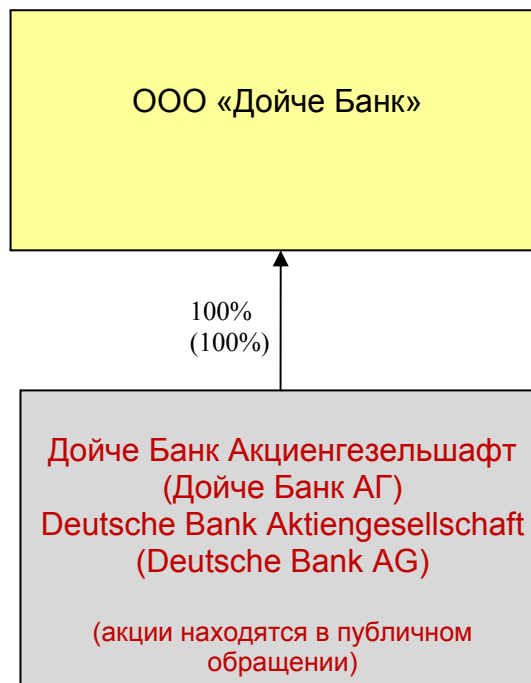 ООО «Дойче Банк»
100%
(100%)
Дойче Банк Акциенгезельшафт
(Дойче Банк АГ)
Deutsche Bank Aktiengesellschaft
(Deutsche Bank AG)
(акции находятся в публичном
обращении)